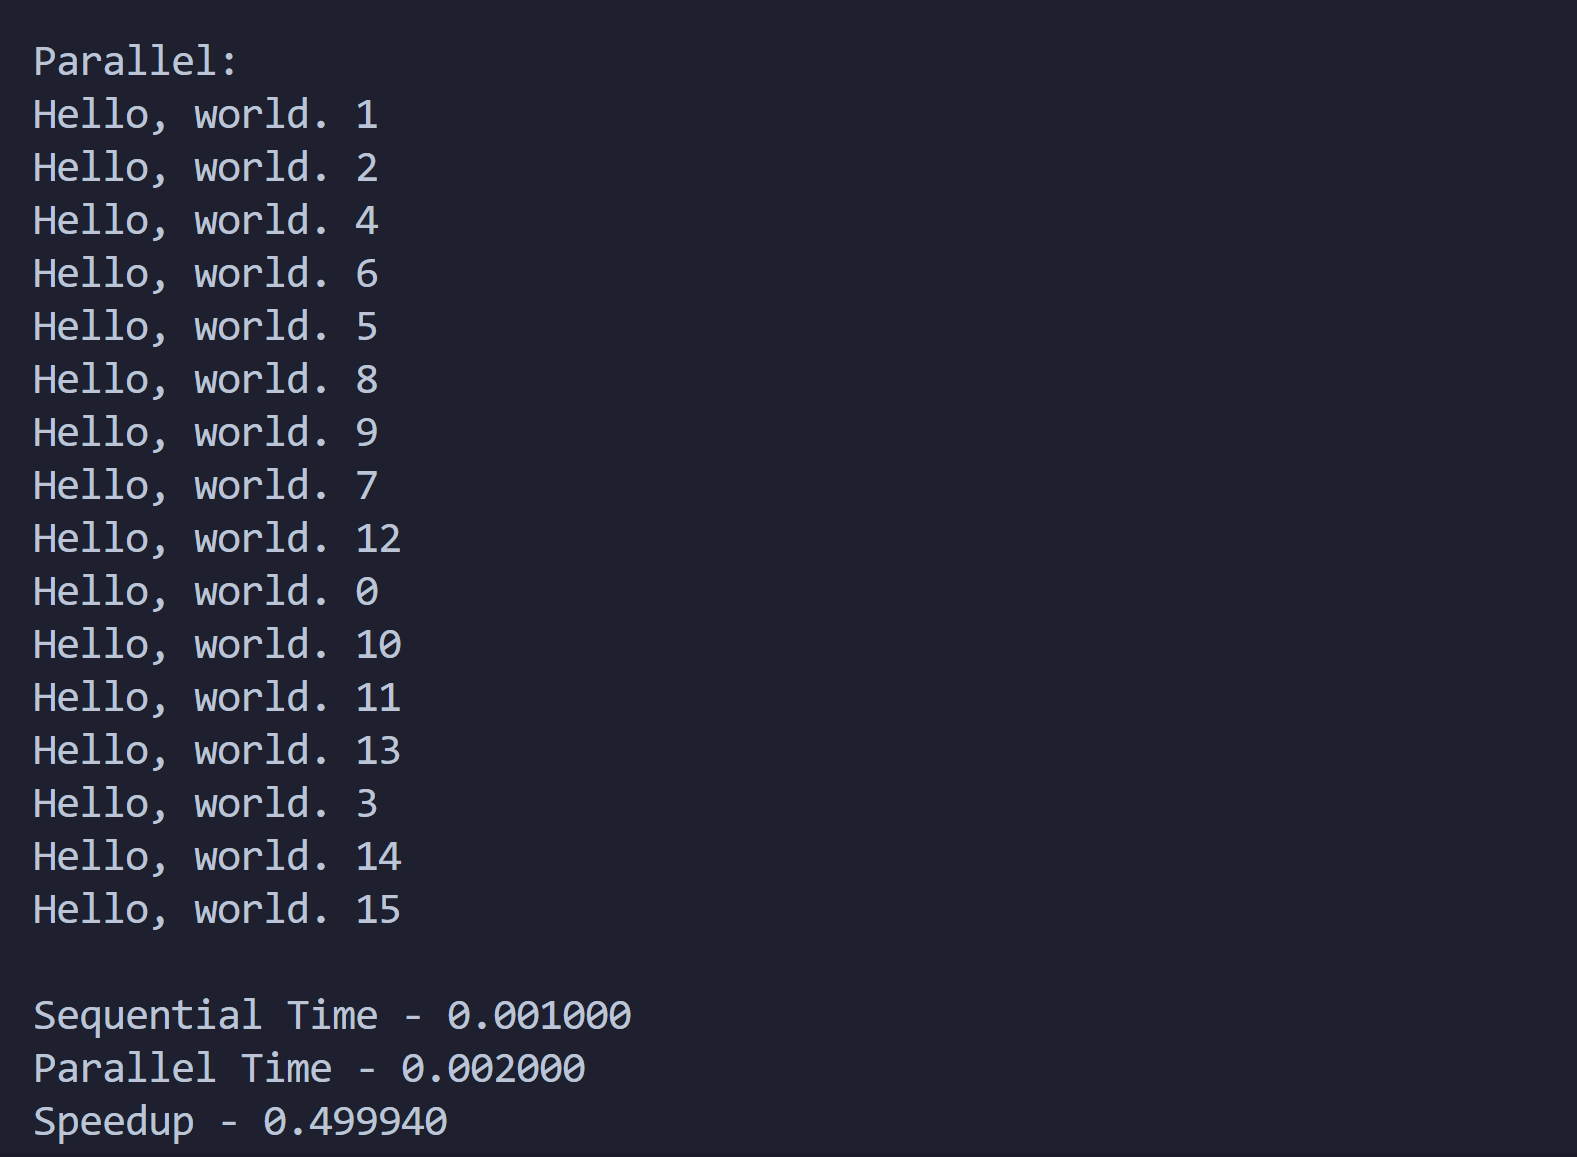 Parallel:
Hello, world. 1
Hello, world. 2
Hello, world. 4
Hello, world. 6
Hello, world. 5
Hello, world. 8
Hello, world. 9
Hello, world. 7
Hello, world. 12
Hello, world. 0
Hello, world. 10
Hello, world. 11
Hello, world. 13
Hello, world. 3
Hello, world. 14
Hello, world. 15
Sequential Time - 0.001000
Parallel Time - 0.002000
Speedup - 0.499940